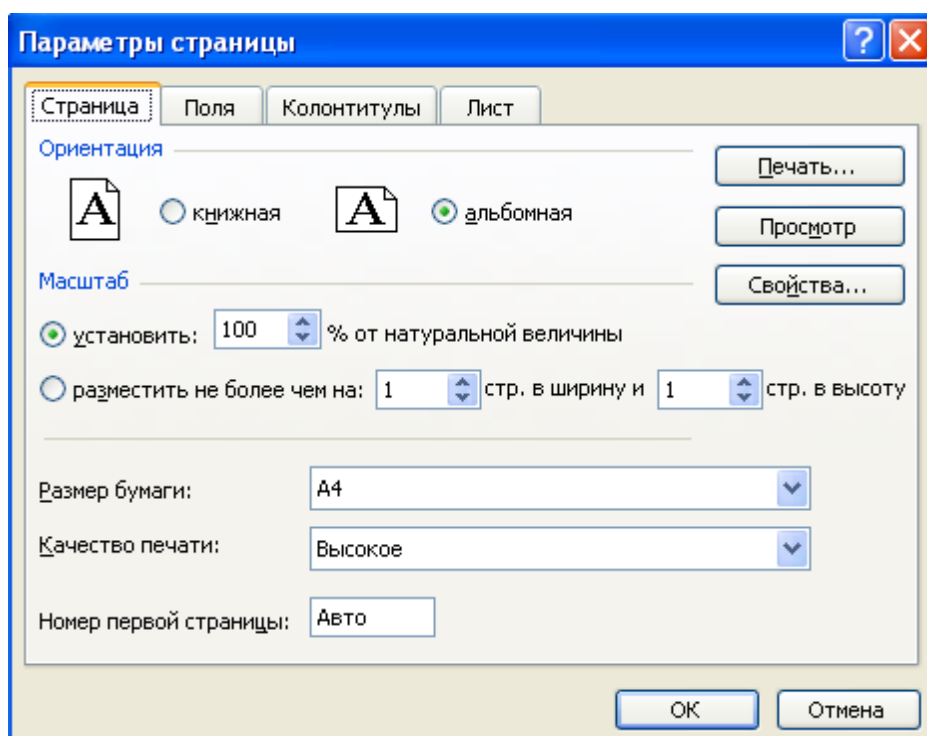 Параметры страницы
Страница Поля Колонтитулы Лист
Ориентация
Печать...
A книжная A альбомная
Просмотр
Масштаб
Свойства...
установить: 100 % от натуральной величины
разместить не более чем на: 1 стр. в ширину и 1 стр. в высоту
Размер бумаги: A4
Качество печати: Высокое
Номер первой страницы: Авто
ОК Отмена